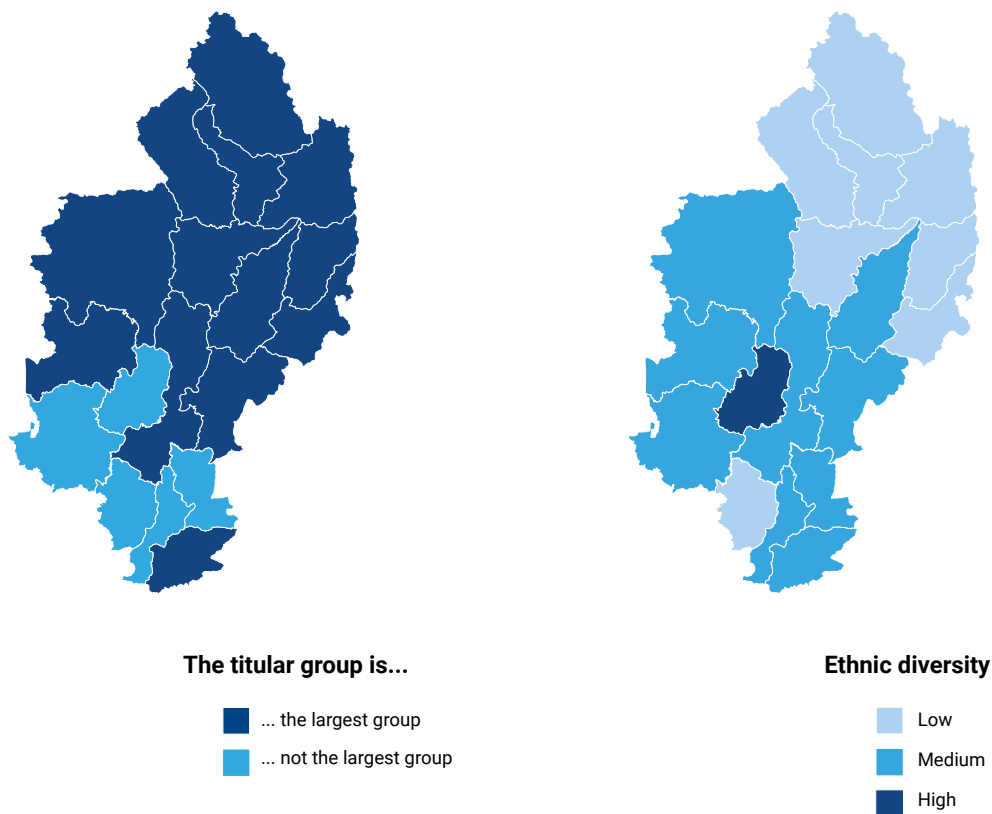 The titular group is...
... the largest group
... not the largest group
Ethnic diversity
Low
Medium
High